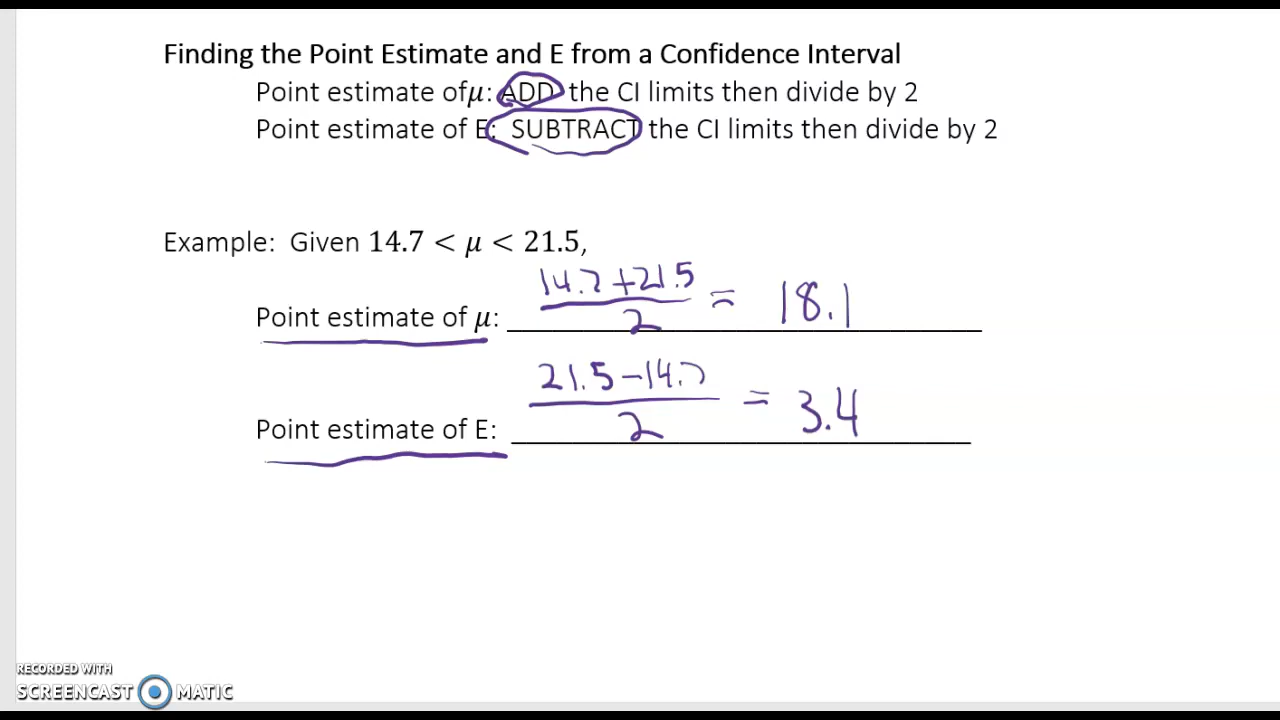 Finding the Point Estimate and E from a Confidence Interval
Point estimate ofμ: ADD the CI limits then divide by 2
Point estimate of E: SUBTRACT the CI limits then divide by 2
Example: Given 14.7 < μ < 21.5,
14.7 + 21.5
Point estimate of μ: ____ 2 = 18.1
21.5 - 14.7
Point estimate of E: ____ 2 = 3.4
RECORDED WITH
SCREENCAST MATIC